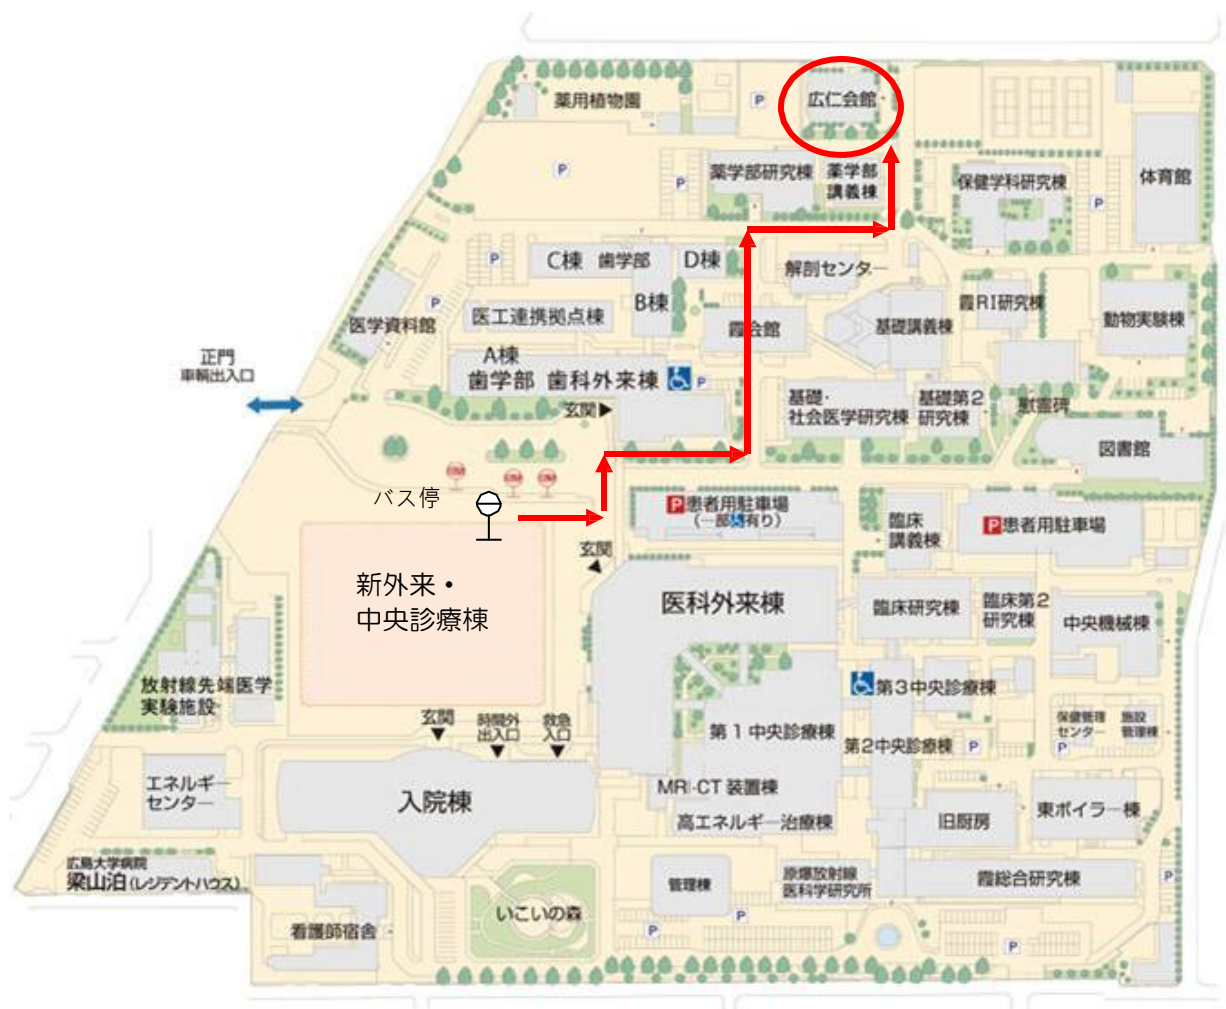 薬用植物園
P
広仁会館
P
P
薬学部研究棟
薬学部
講義棟
保健学科研究棟
P
体育館
P
C棟 歯学部
D棟
解剖センター
P
B棟
医学資料館
医工連携拠点棟
霞会館
基礎講義棟
霞RI研究棟
動物実験棟
正門
車輌出入口
A棟
歯学部 歯科外来棟
P
玄関▶
基礎・
社会医学研究棟
基礎第2
研究棟
慰霊碑
図書館
バス停
P患者用駐車場
(一部 有り)
臨床
講義棟
P患者用駐車場
玄関
新外来・
中央診療棟
医科外来棟
臨床研究棟
臨床第2
研究棟
中央機械棟
放射線先端医学
実験施設
第3中央診療棟
玄関
▼
時間外
出入口
▼
救急
入口
▼
第1中央診療棟
第2中央診療棟
P
保健管理
センター
P
施設
管理棟
エネルギー
センター
入院棟
MRI-CT 装置棟
高エネルギー治療棟
旧厨房
東ボイラー棟
広島大学病院
梁山泊(レジデントハウス)
管理棟
原爆放射線
医科学研究所
霞総合研究棟
P
看護師宿舎
いこいの森
P
P
P